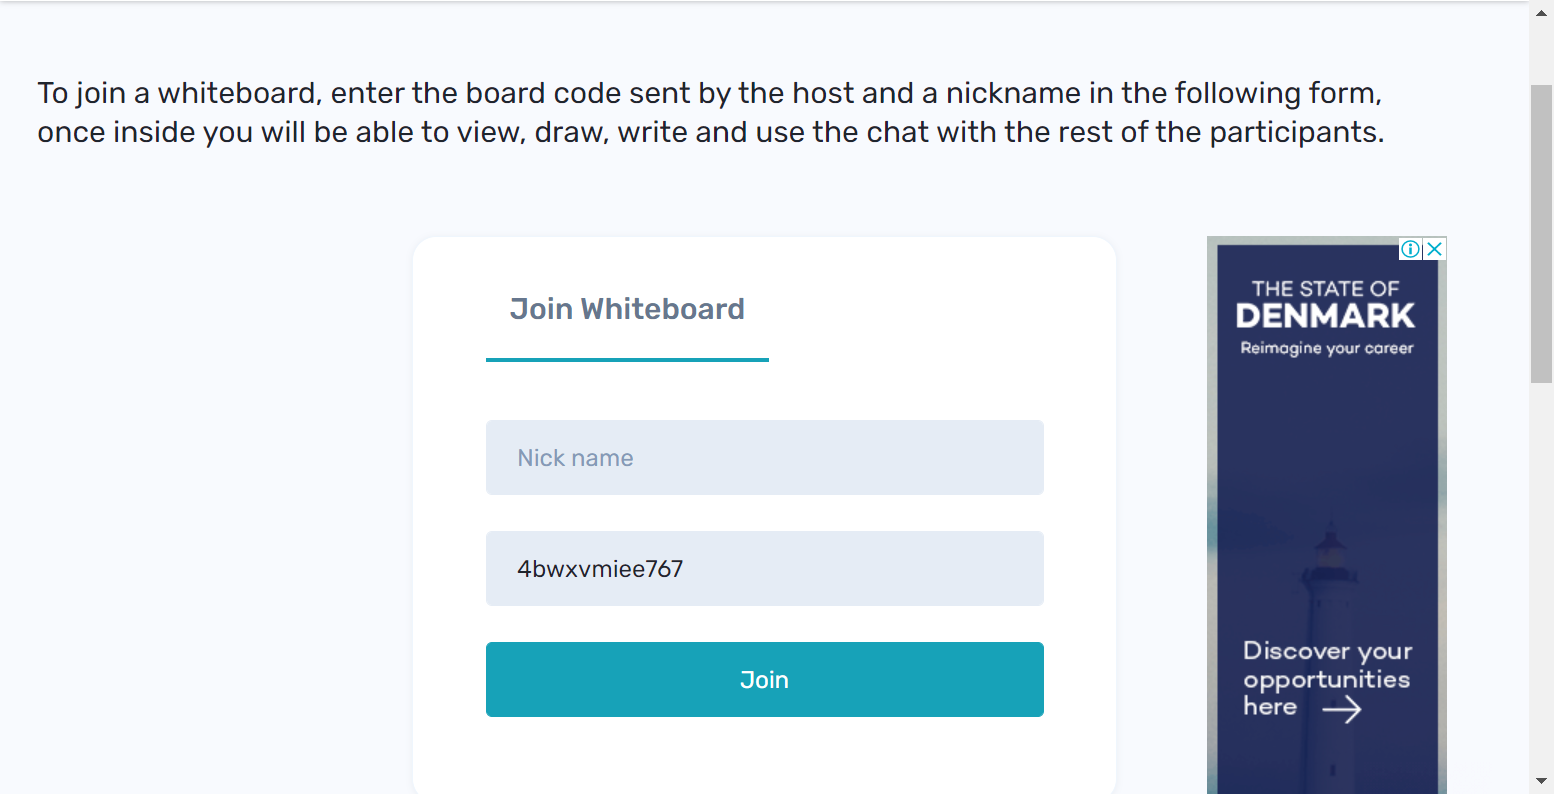 To join a whiteboard, enter the board code sent by the host and a nickname in the following form,
once inside you will be able to view, draw, write and use the chat with the rest of the participants.
Join Whiteboard
Nick name
4bwxvmiee767
Join
THE STATE OF
DENMARK
Reimagine your career
Discover your
opportunities
here